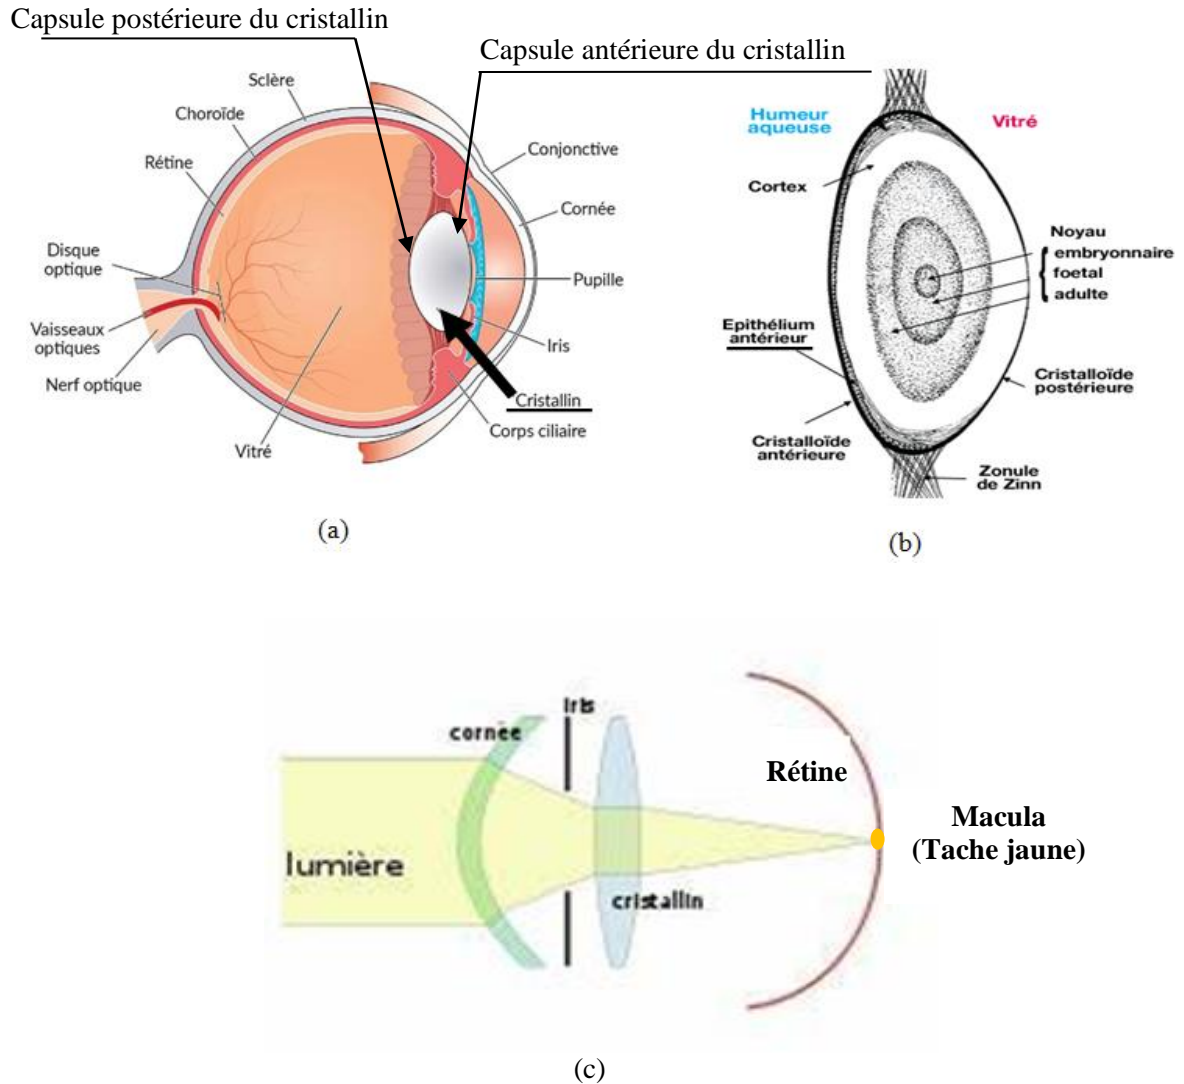 Capsule postérieure du cristallin
Capsule antérieure du cristallin
Sclère
Choroïde
Rétine
Disque
optique
Vaisseaux
optiques
Nerf optique
Vitré
Conjonctive
Cornée
Pupille
Iris
Cristallin
Corps ciliaire
(a)
Humeur
aqueuse
Vitré
Cortex
Noyau
embryonnaire
foetal
adulte
Epithélium
antérieur
Cristalloïde
postérieure
Cristalloïde
antérieure
Zonule
de Zinn
(b)
iris
cornée
Rétine
Macula
(Tache jaune)
lumière
cristallin
(c)